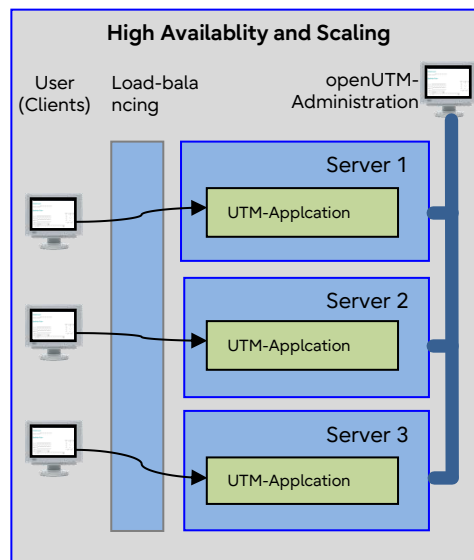 High Availablity and Scaling
User
(Clients)
Load-bala
ncing
openUTM-
Administration
Server 1
UTM-Applcation
Server 2
UTM-Applcation
Server 3
UTM-Applcation